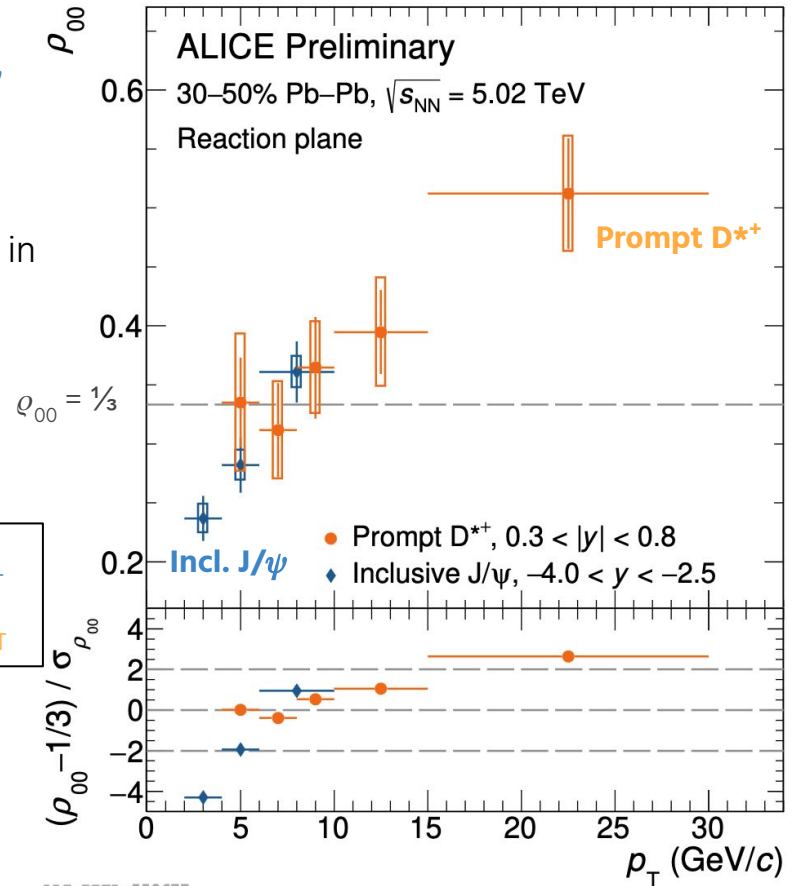 ρ₀₀
ALICE Preliminary
30–50% Pb–Pb, √sNN = 5.02 TeV
Reaction plane
0.6
Prompt D*⁺
in
0.4
ϱ₀₀ = ⅓
Prompt D*⁺, 0.3 < |y| < 0.8
Inclusive J/ψ, –4.0 < y < –2.5
0.2
Incl. J/ψ
T
(ρ₀₀–1/3) / σρ₀₀
4
2
0
−2
−4
0 5 10 15 20 25 30
pT (GeV/c)